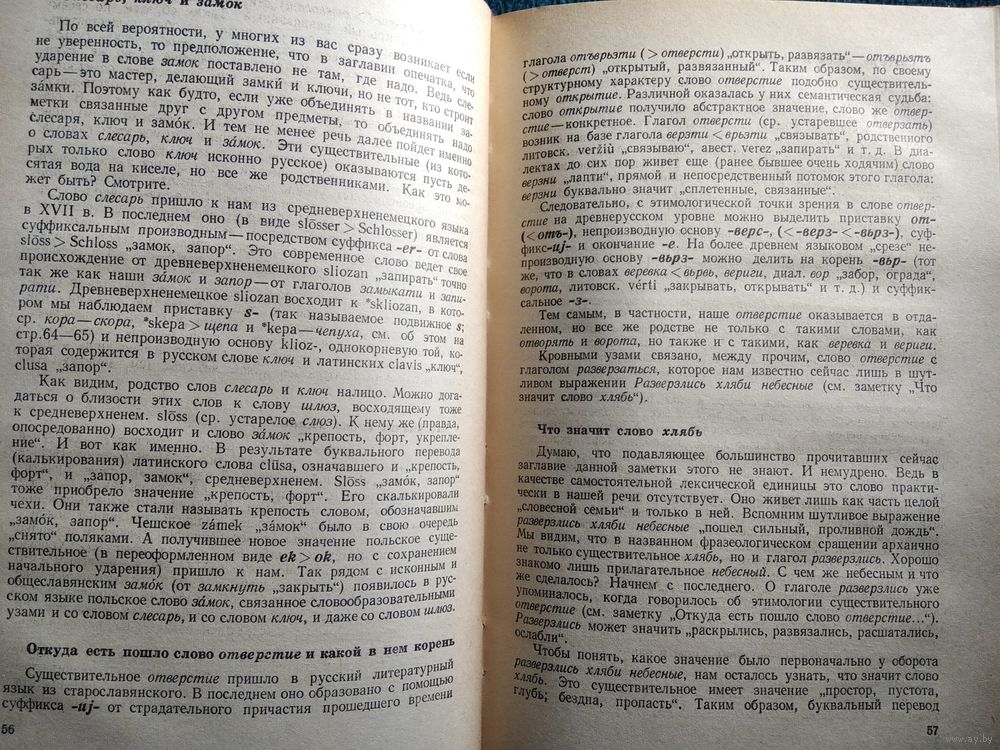 слесарь, ключ и замок
По всей вероятности, у многих из вас сразу возникает если
не уверенность, то предположение, что в заглавии опечатка, что
ударение в слове замок поставлено не там, где надо. Ведь сле-
сарь — это мастер, делающий замки́ и ключи, но не тот, кто строит
за́мки. Поэтому как будто, если уже объединять в названии за-
метки связанные друг с другом предметы, то объединять надо
слесаря, ключ и замо́к. И тем не менее речь далее пойдет именно
о словах слесарь, ключ и за́мок. Эти существительные (из кото-
рых только слово ключ исконно русское) оказываются пусть де-
сятая вода на киселе, но все же родственниками. Как это мо-
жет быть? Смотрите.
Слово слесарь пришло к нам из средневерхненемецкого языка
в XVII в. В последнем оно (в виде slösser > Schlosser) является
суффиксальным производным — посредством суффикса -er- от слова
slöss > Schloss „замок, запор“. Это современное слово ведет свое
происхождение от древневерхненемецкого sliozan „запирать“ точно
так же как наши за́мок и запор — от глаголов замыкати и запи-
рати. Древневерхненемецкое sliozan восходит к *skliozan, в кото-
ром мы наблюдаем приставку s- (так называемое подвижное s;
ср. кора — скора, *skepa > щепа и *kepa — чепуха, см. об этом на
стр. 64—65) и непроизводную основу klioz-, однокорневую той, ко-
торая содержится в русском слове ключ и латинских clavis „ключ“,
clusa „запор“.
Как видим, родство слов слесарь и ключ налицо. Можно дога-
даться о близости этих слов к слову шлюз, восходящему тоже
к средневерхненем. slöss (ср. устарелое слюз). К нему же (правда,
опосредованно) восходит и слово за́мок „крепость, форт, укрепле-
ние“. И вот как именно. В результате буквального перевода
(калькирования) латинского слова clūsa, означавшего и „крепость,
форт“, и „запор, замок“, средневерхненем. Slöss „замо́к, запор“
тоже приобрело значение „крепость, форт“. Его скалькировали
чехи. Они также стали называть крепость словом, обозначавшим
„замо́к, запор“. Чешское zámek „за́мок“ было в свою очередь
„снято“ поляками. А получившее новое значение польское суще-
ствительное (в переоформленном виде ek > ok, но с сохранением
начального ударения) пришло к нам. Так рядом с исконным и
общеславянским замо́к (от замкнуть „закрыть“) появилось в рус-
ском языке польское слово за́мок, связанное словообразовательными
узами и со словом слесарь, и со словом ключ, и даже со словом шлюз.
Откуда есть пошло слово отверстие и какой в нем корень
Существительное отверстие пришло в русский литературный
язык из старославянского. В последнем оно образовано с помощью
суффикса -иj- от страдательного причастия прошедшего времени
56
глагола отъврьзти (> отверсти) „открыть, развязать“ — отъврьзтъ
(> отверст) „открытый, развязанный“. Таким образом, по своему
структурному характеру слово отверстие подобно существитель-
ному открытие. Различной оказалась у них семантическая судьба:
слово открытие получило абстрактное значение, слово же отвер-
стие — конкретное. Глагол отверсти (ср. устаревшее отверзать)
возник на базе глагола верзти < врьзти „связывать“, родственного
литовск. veržiù „связываю“, авест. verez „запирать“ и т. д. В диа-
лектах до сих пор живет еще (ранее бывшее очень ходячим) слово
верзни „лапти“, прямой и непосредственный потомок этого глагола:
верзни буквально значит „сплетенные, связанные“.
Следовательно, с этимологической точки зрения в слове отвер-
стие на древнерусском уровне можно выделить приставку от-
(< отъ-), непроизводную основу -верс-, (< -верз- < -вьрз-), суф-
фикс -иj- и окончание -е. На более древнем языковом „срезе“ не-
производную основу -вьрз- можно делить на корень -вьр- (тот
же, что в словах веревка < вьрвь, вериги, диал. вор „забор, ограда“,
ворота, литовск. vérti „закрывать, открывать“ и т. д.) и суффик-
сальное -з-.
Тем самым, в частности, наше отверстие оказывается в отда-
ленном, но все же родстве не только с такими словами, как
отворять и ворота, но также и с такими, как веревка и вериги.
Кровными узами связано, между прочим, слово отверстие с
глаголом разверзаться, которое нам известно сейчас лишь в шут-
ливом выражении Разверзлись хляби небесные (см. заметку „Что
значит слово хлябь“).
Что значит слово хлябь
Думаю, что подавляющее большинство прочитавших сейчас
заглавие данной заметки этого не знают. И немудрено. Ведь в
качестве самостоятельной лексической единицы это слово практи-
чески в нашей речи отсутствует. Оно живет лишь как часть целой
„словесной семьи“ и только в ней. Вспомним шутливое выражение
разверзлись хляби небесные „пошел сильный, проливной дождь“.
Мы видим, что в названном фразеологическом сращении архаично
не только существительное хлябь, но и глагол разверзлись. Хорошо
знакомо лишь прилагательное небесный. С чем же небесным и что
же сделалось? Начнем с последнего. О глаголе разверзлись уже
упоминалось, когда говорилось об этимологии существительного
отверстие (см. заметку „Откуда есть пошло слово отверстие...“).
Разверзлись может значить „раскрылись, развязались, расшатались,
ослабли“.
Чтобы понять, какое значение было первоначально у оборота
разверзлись хляби небесные, нам осталось узнать, что значит слово
хлябь. Это существительное имеет значение „простор, пустота,
глубь; бездна, пропасть“. Таким образом, буквальный перевод
57
www.ay.by